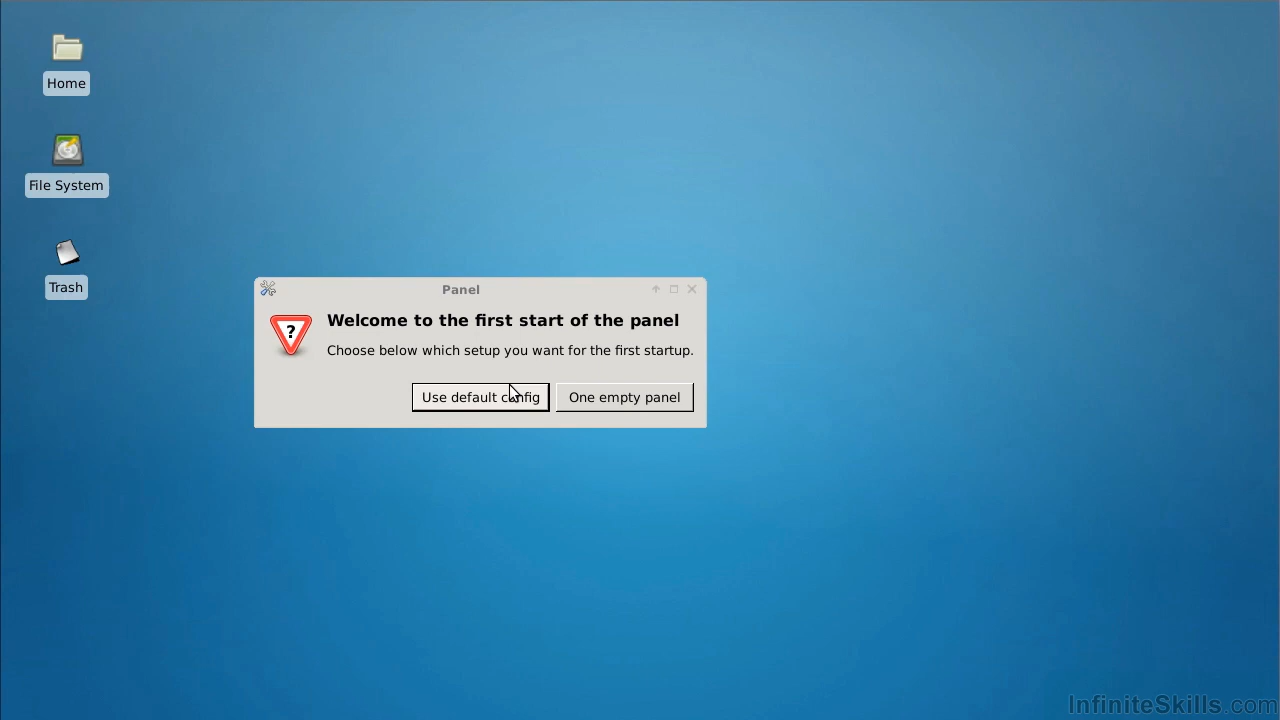 Home
File System
Trash
Panel
?
Welcome to the first start of the panel
Choose below which setup you want for the first startup.
Use default config
One empty panel
InfiniteSkills.com